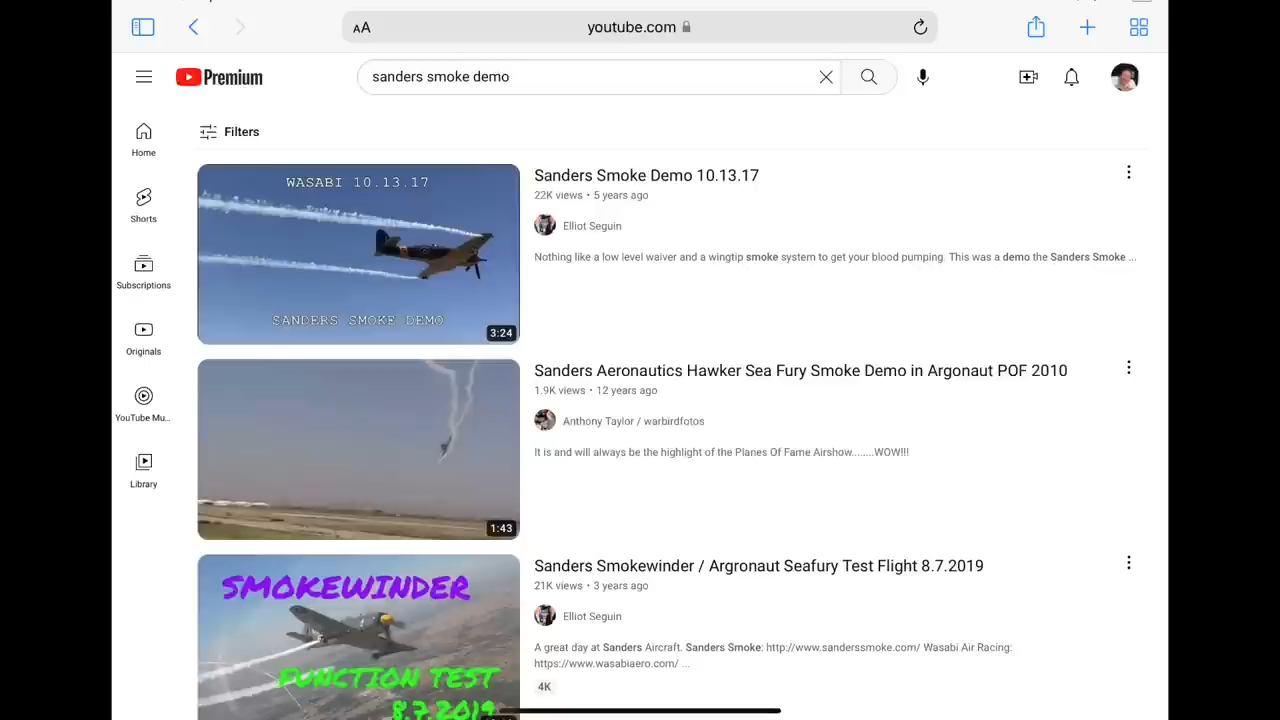 AA
youtube.com
Premium
sanders smoke demo
Home
Shorts
Subscriptions
Originals
YouTube Mu...
Library
Filters
WASABI 10.13.17
SANDERS SMOKE DEMO
3:24
Sanders Smoke Demo 10.13.17
22K views • 5 years ago
Elliot Seguin
Nothing like a low level waiver and a wingtip smoke system to get your blood pumping. This was a demo the Sanders Smoke ...
1:43
Sanders Aeronautics Hawker Sea Fury Smoke Demo in Argonaut POF 2010
1.9K views • 12 years ago
Anthony Taylor / warbirdfotos
It is and will always be the highlight of the Planes Of Fame Airshow........WOW!!!
SMOKEWINDER
FUNCTION TEST
8.7.2019
Sanders Smokewinder / Argronaut Seafury Test Flight 8.7.2019
21K views • 3 years ago
Elliot Seguin
A great day at Sanders Aircraft. Sanders Smoke: http://www.sanderssmoke.com/ Wasabi Air Racing:
https://www.wasabiaero.com/ ...
4K